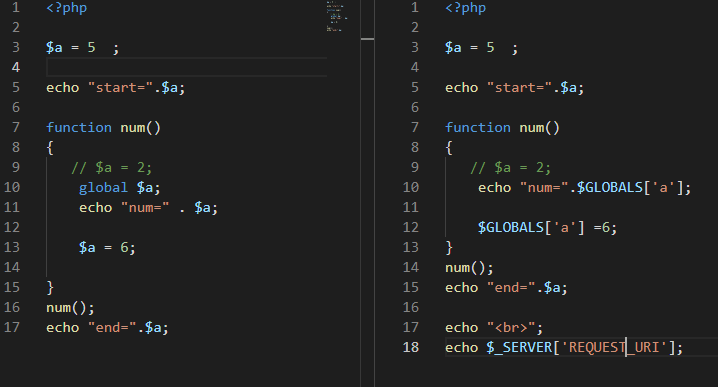 1 <?php
2
3 $a = 5  ;
4
5 echo "start=".$a;
6
7 function num()
8 {
9    // $a = 2;
10     global $a;
11     echo "num=" . $a;
12
13     $a = 6;
14
15 }
16 num();
17 echo "end=".$a;
1 <?php
2
3 $a = 5  ;
4
5 echo "start=".$a;
6
7 function num()
8 {
9    // $a = 2;
10     echo "num=".$GLOBALS['a'];
11
12     $GLOBALS['a'] =6;
13 }
14 num();
15 echo "end=".$a;
16
17 echo "<br>";
18 echo $_SERVER['REQUEST_URI'];